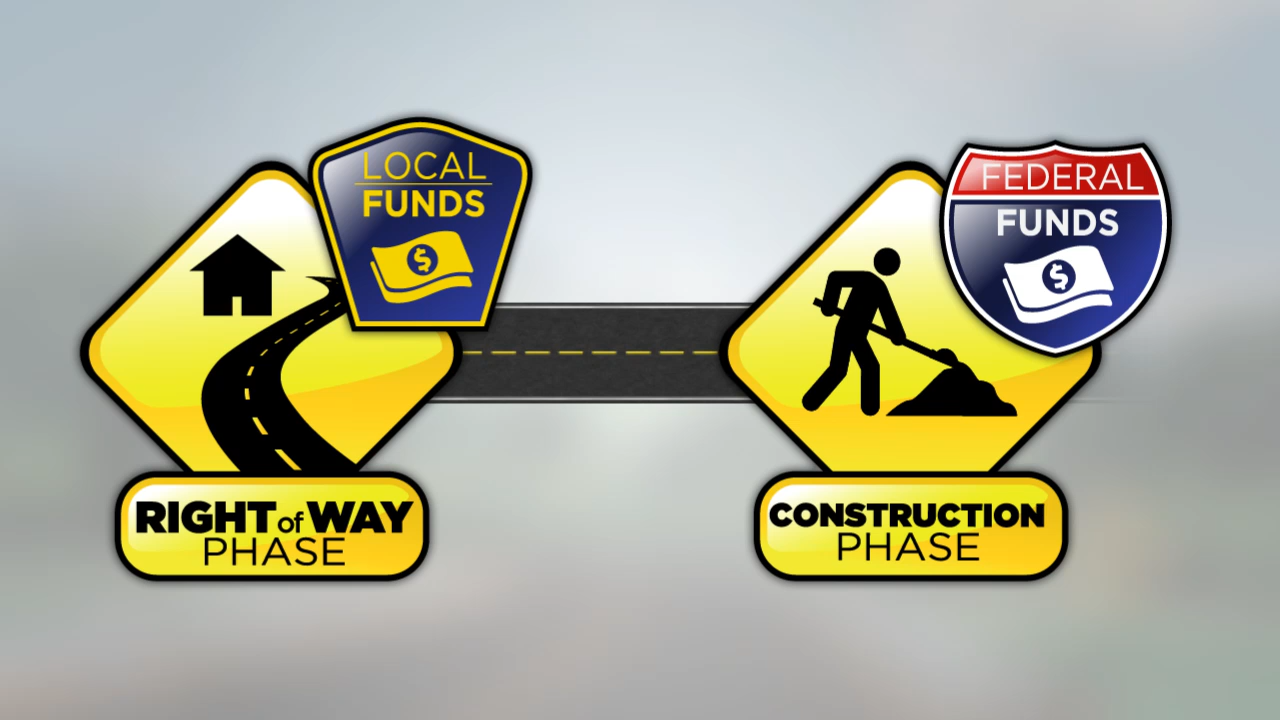 LOCAL
FUNDS
$
RIGHT of WAY
PHASE
FEDERAL
FUNDS
$
CONSTRUCTION
PHASE